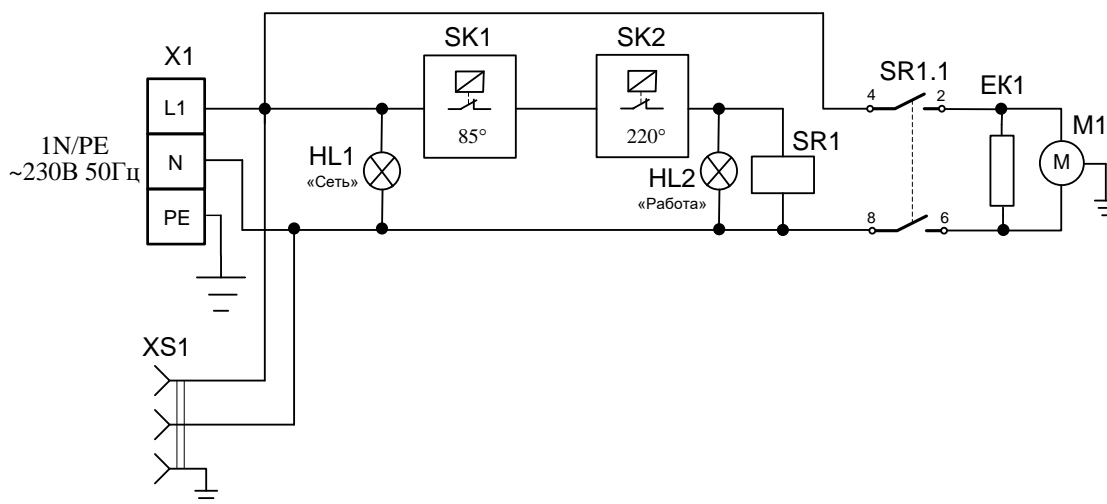 SK1
SK2
X1
SR1.1
L1
4
2
ЕК1
M1
85°
220°
1N/PE
~230В 50Гц
N
HL1
«Сеть»
HL2
«Работа»
SR1
M
PE
8
6
XS1